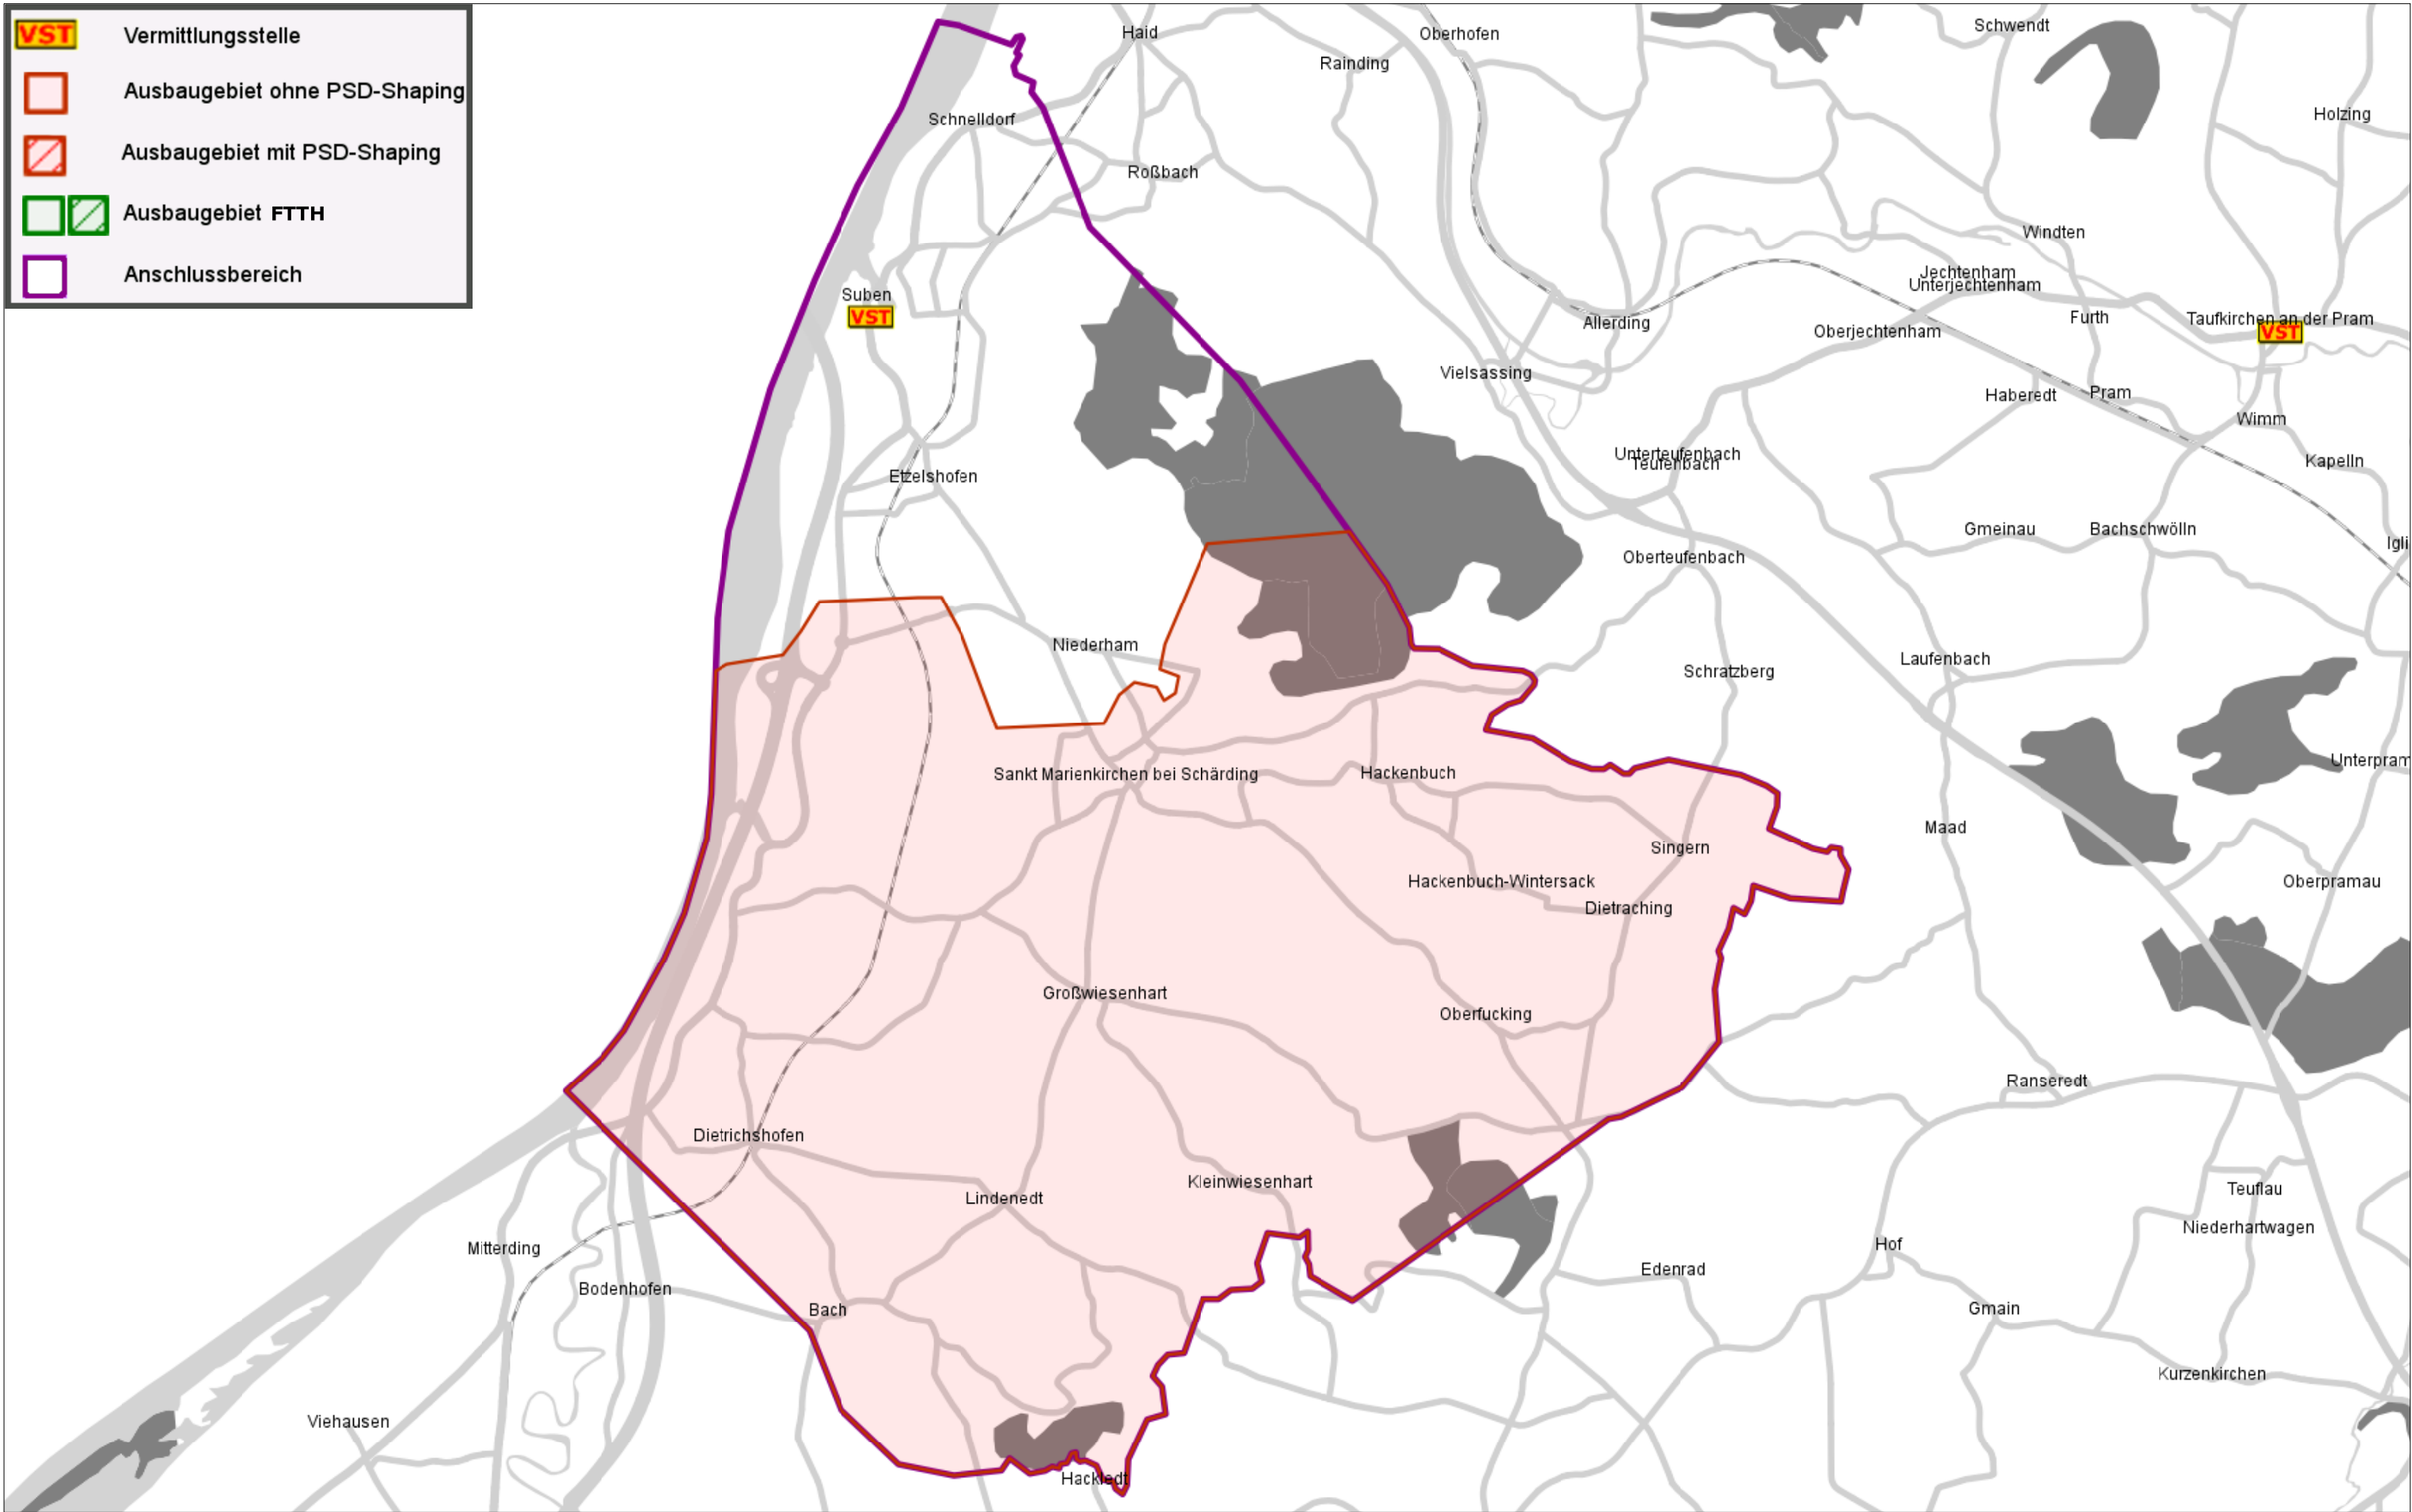 VST Vermittlungsstelle
Ausbaugebiet ohne PSD-Shaping
Ausbaugebiet mit PSD-Shaping
Ausbaugebiet FTTH
Anschlussbereich
Schwendt
Haid
Oberhofen
Rainding
Holzing
Schnelldorf
Roßbach
Windten
Jechtenham
Unterjechtenham
Suben
VST
Furth
Taufkirchen an der Pram
VST
Allerding
Oberjechtenham
Vielsassing
Haberedt
Pram
Wimm
Unterteufenbach
Teufenbach
Kapelln
Etzelshofen
Gmeinau
Bachschwölln
Igli
Oberteufenbach
Niederham
Laufenbach
Schratzberg
Unterpram
Sankt Marienkirchen bei Schärding
Hackenbuch
Maad
Singern
Hackenbuch-Wintersack
Oberpramau
Dietraching
Großwiesenhart
Oberfucking
Ranseredt
Dietrichshofen
Kleinwiesenhart
Teuflau
Lindenedt
Niederhartwagen
Mitterding
Hof
Edenrad
Bodenhofen
Bach
Gmain
Kurzenkirchen
Viehausen
Hackledt